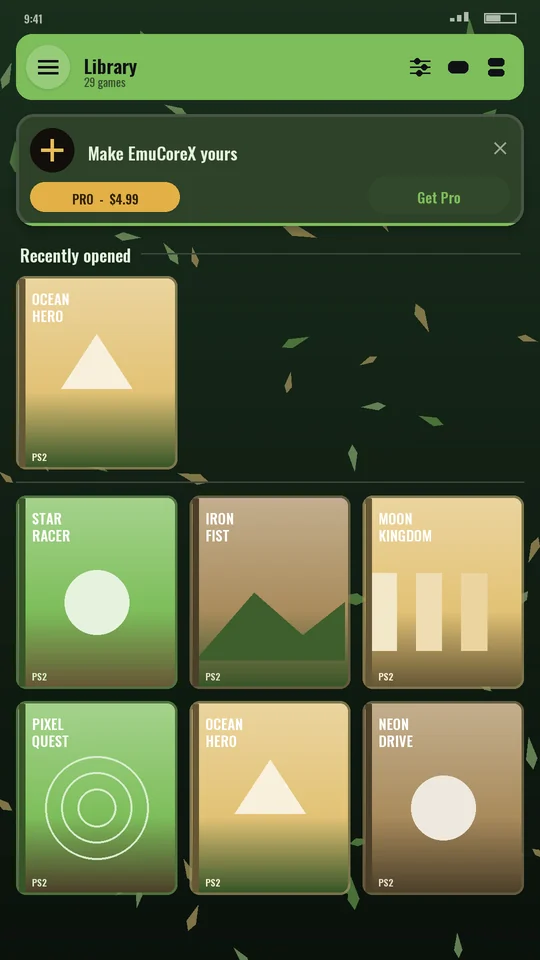 9:41
Library
29 games
Make EmuCoreX yours
PRO - $4.99
Get Pro
Recently opened
OCEAN
HERO
PS2
STAR
RACER
PS2
IRON
FIST
PS2
MOON
KINGDOM
PS2
PIXEL
QUEST
PS2
OCEAN
HERO
PS2
NEON
DRIVE
PS2